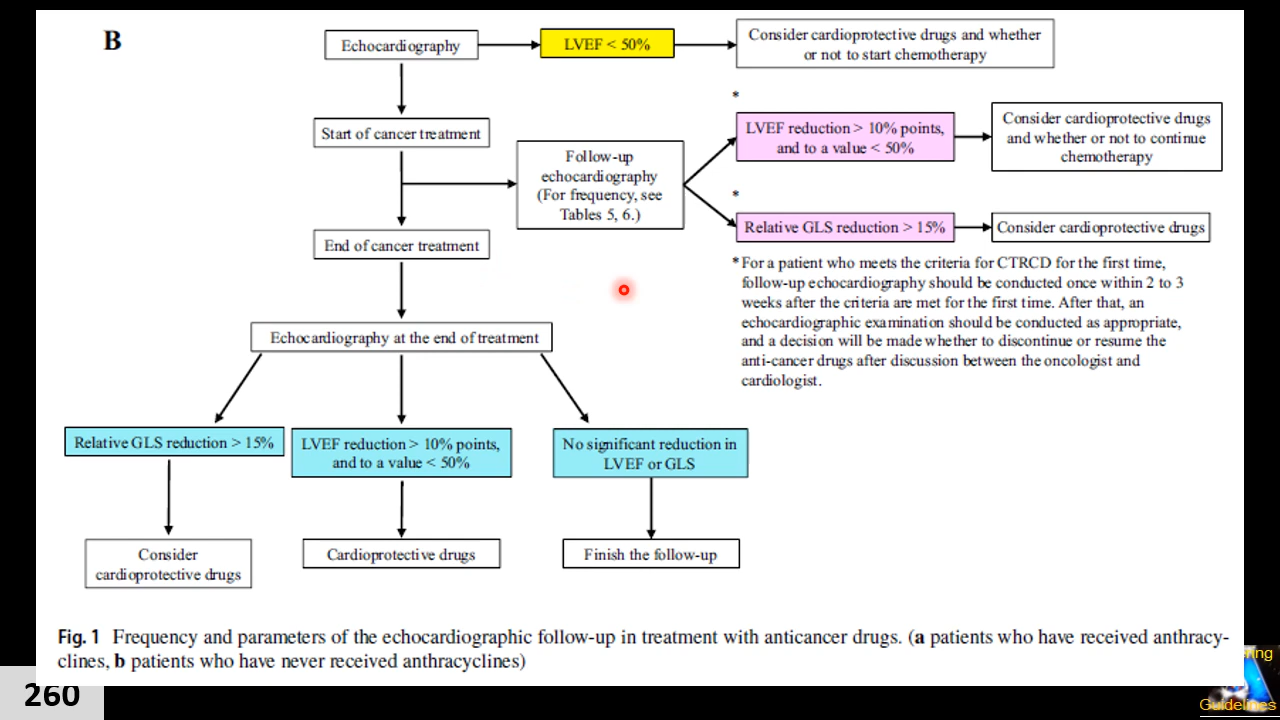 B
Echocardiography
LVEF < 50%
Consider cardioprotective drugs and whether
or not to start chemotherapy
Start of cancer treatment
Follow-up
echocardiography
(For frequency, see
Tables 5, 6.)
*
LVEF reduction > 10% points,
and to a value < 50%
Consider cardioprotective drugs
and whether or not to continue
chemotherapy
*
Relative GLS reduction > 15%
Consider cardioprotective drugs
End of cancer treatment
* For a patient who meets the criteria for CTRCD for the first time,
follow-up echocardiography should be conducted once within 2 to 3
weeks after the criteria are met for the first time. After that, an
echocardiographic examination should be conducted as appropriate,
and a decision will be made whether to discontinue or resume the
anti-cancer drugs after discussion between the oncologist and
cardiologist.
Echocardiography at the end of treatment
Relative GLS reduction > 15%
LVEF reduction > 10% points,
and to a value < 50%
No significant reduction in
LVEF or GLS
Consider
cardioprotective drugs
Cardioprotective drugs
Finish the follow-up
Fig. 1 Frequency and parameters of the echocardiographic follow-up in treatment with anticancer drugs. (a patients who have received anthracy-
clines, b patients who have never received anthracyclines)
260
Guidelines